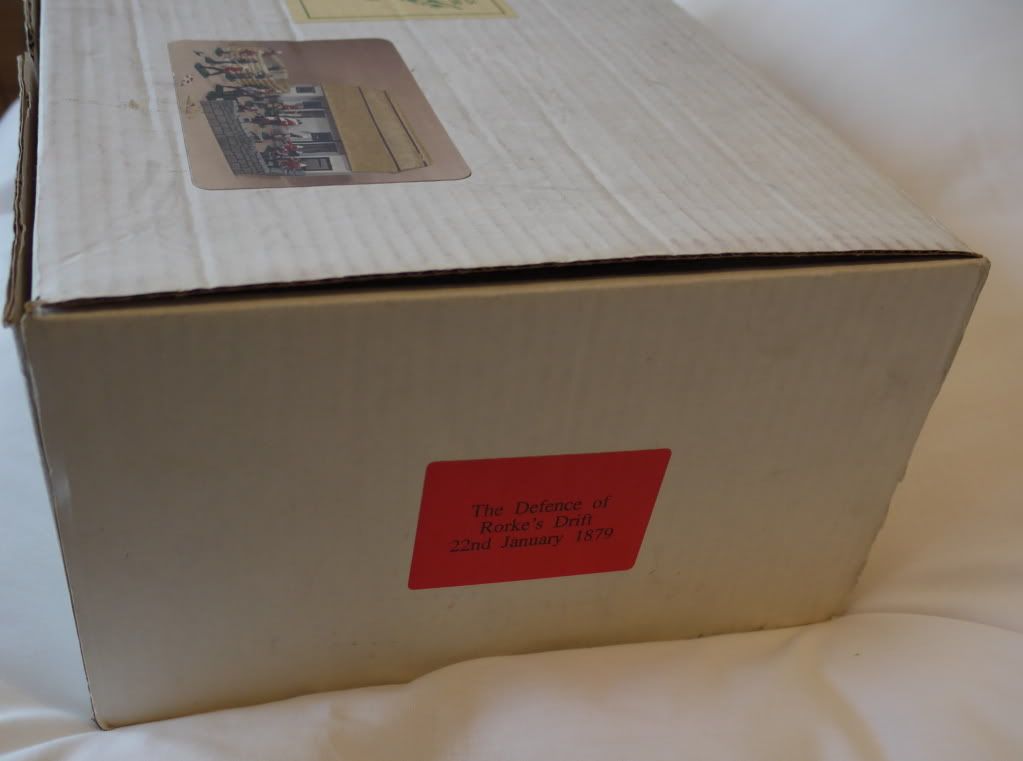 The Defence of
Rorke's Drift
22nd January 1879